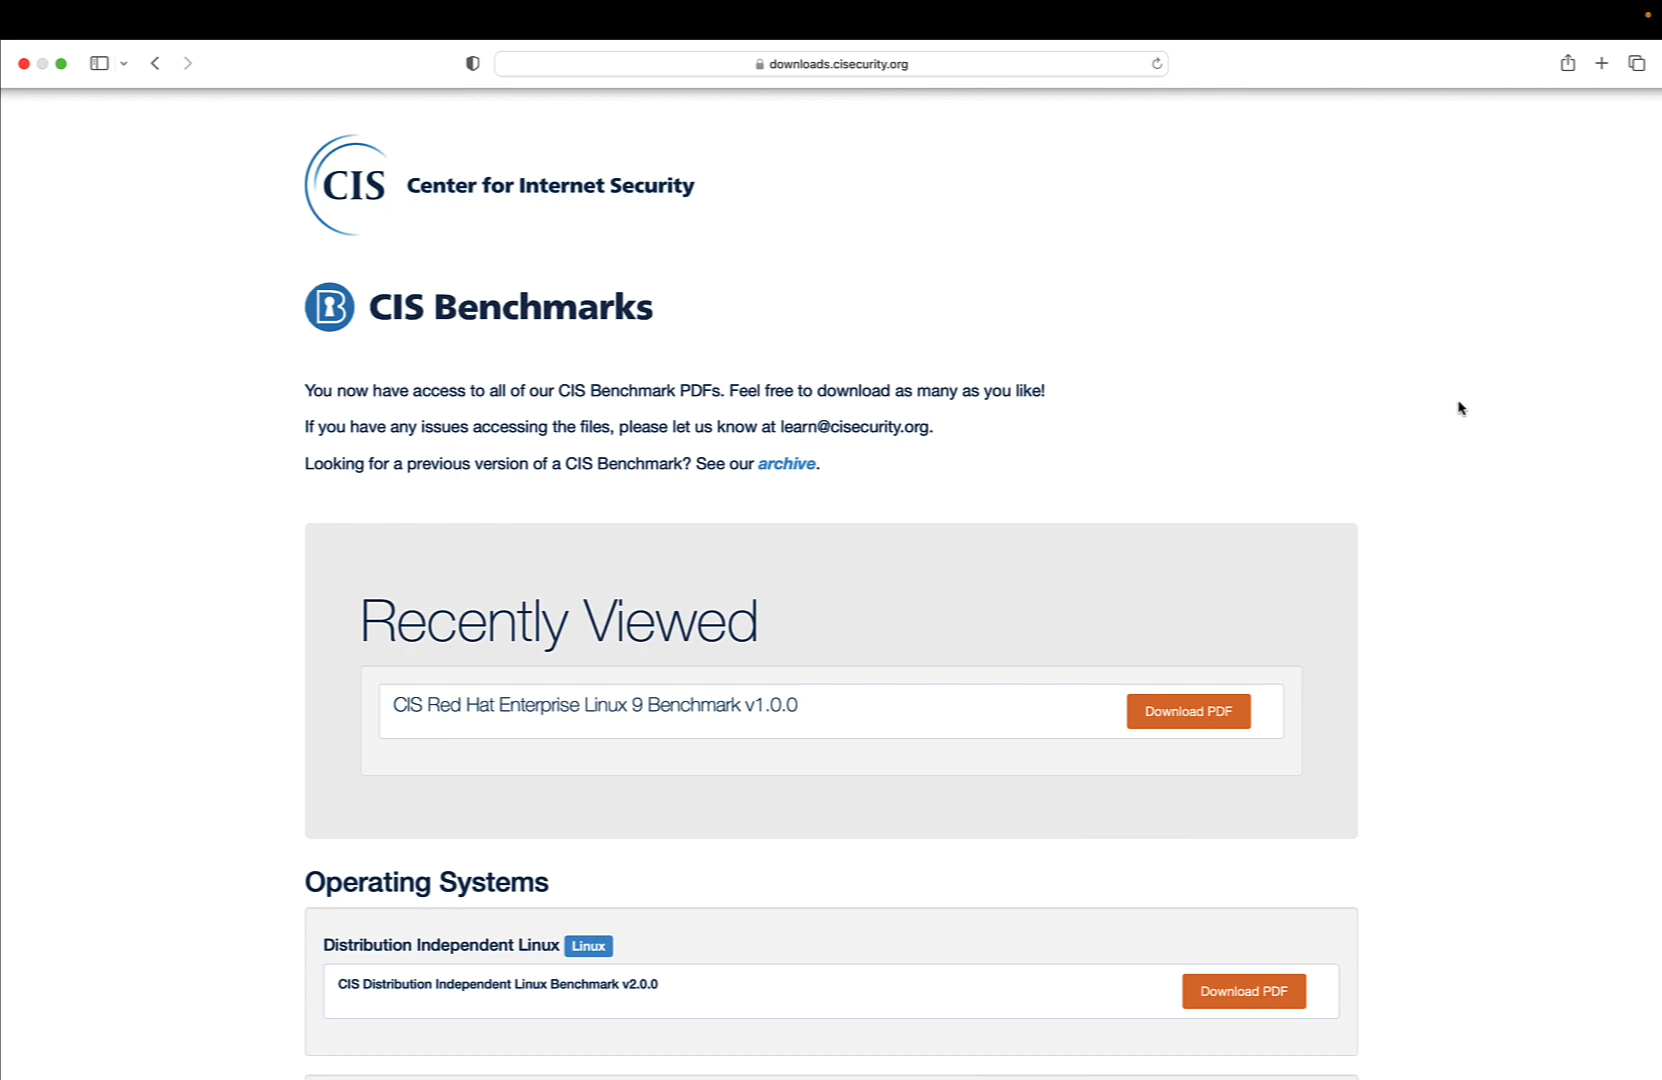 downloads.cisecurity.org
CIS Center for Internet Security
CIS Benchmarks
You now have access to all of our CIS Benchmark PDFs. Feel free to download as many as you like!
If you have any issues accessing the files, please let us know at learn@cisecurity.org.
Looking for a previous version of a CIS Benchmark? See our archive.
Recently Viewed
CIS Red Hat Enterprise Linux 9 Benchmark v1.0.0 Download PDF
Operating Systems
Distribution Independent Linux Linux
CIS Distribution Independent Linux Benchmark v2.0.0 Download PDF